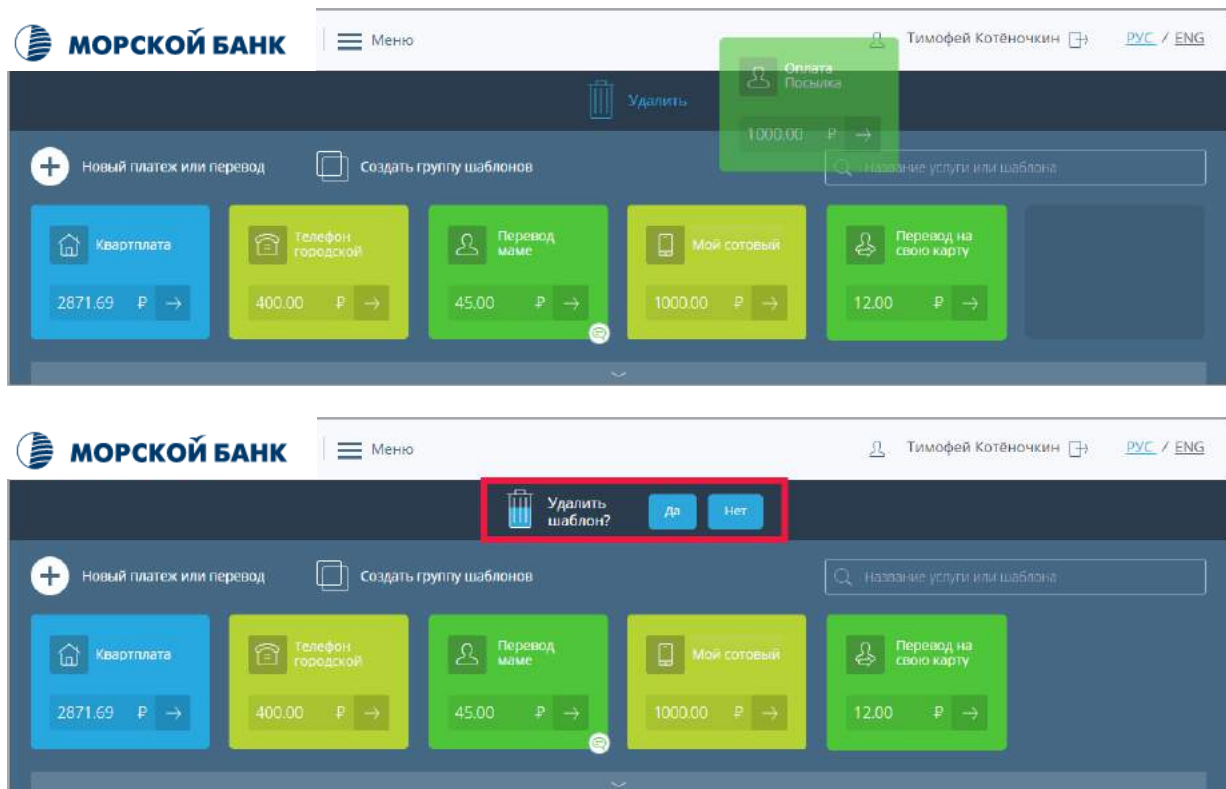 МОРСКОЙ БАНК
Меню
Тимофей Котёночкин
РУС / ENG
Оплата
Посылка
1000.00 ₽ →
Удалить
Новый платеж или перевод
Создать группу шаблонов
Название услуги или шаблона
Квартплата
2871.69 ₽ →
Телефон
городской
400.00 ₽ →
Перевод
маме
45.00 ₽ →
Мой сотовый
1000.00 ₽ →
Перевод на
свою карту
12.00 ₽ →
МОРСКОЙ БАНК
Меню
Тимофей Котёночкин
РУС / ENG
Удалить
шаблон?
Да
Нет
Новый платеж или перевод
Создать группу шаблонов
Название услуги или шаблона
Квартплата
2871.69 ₽ →
Телефон
городской
400.00 ₽ →
Перевод
маме
45.00 ₽ →
Мой сотовый
1000.00 ₽ →
Перевод на
свою карту
12.00 ₽ →